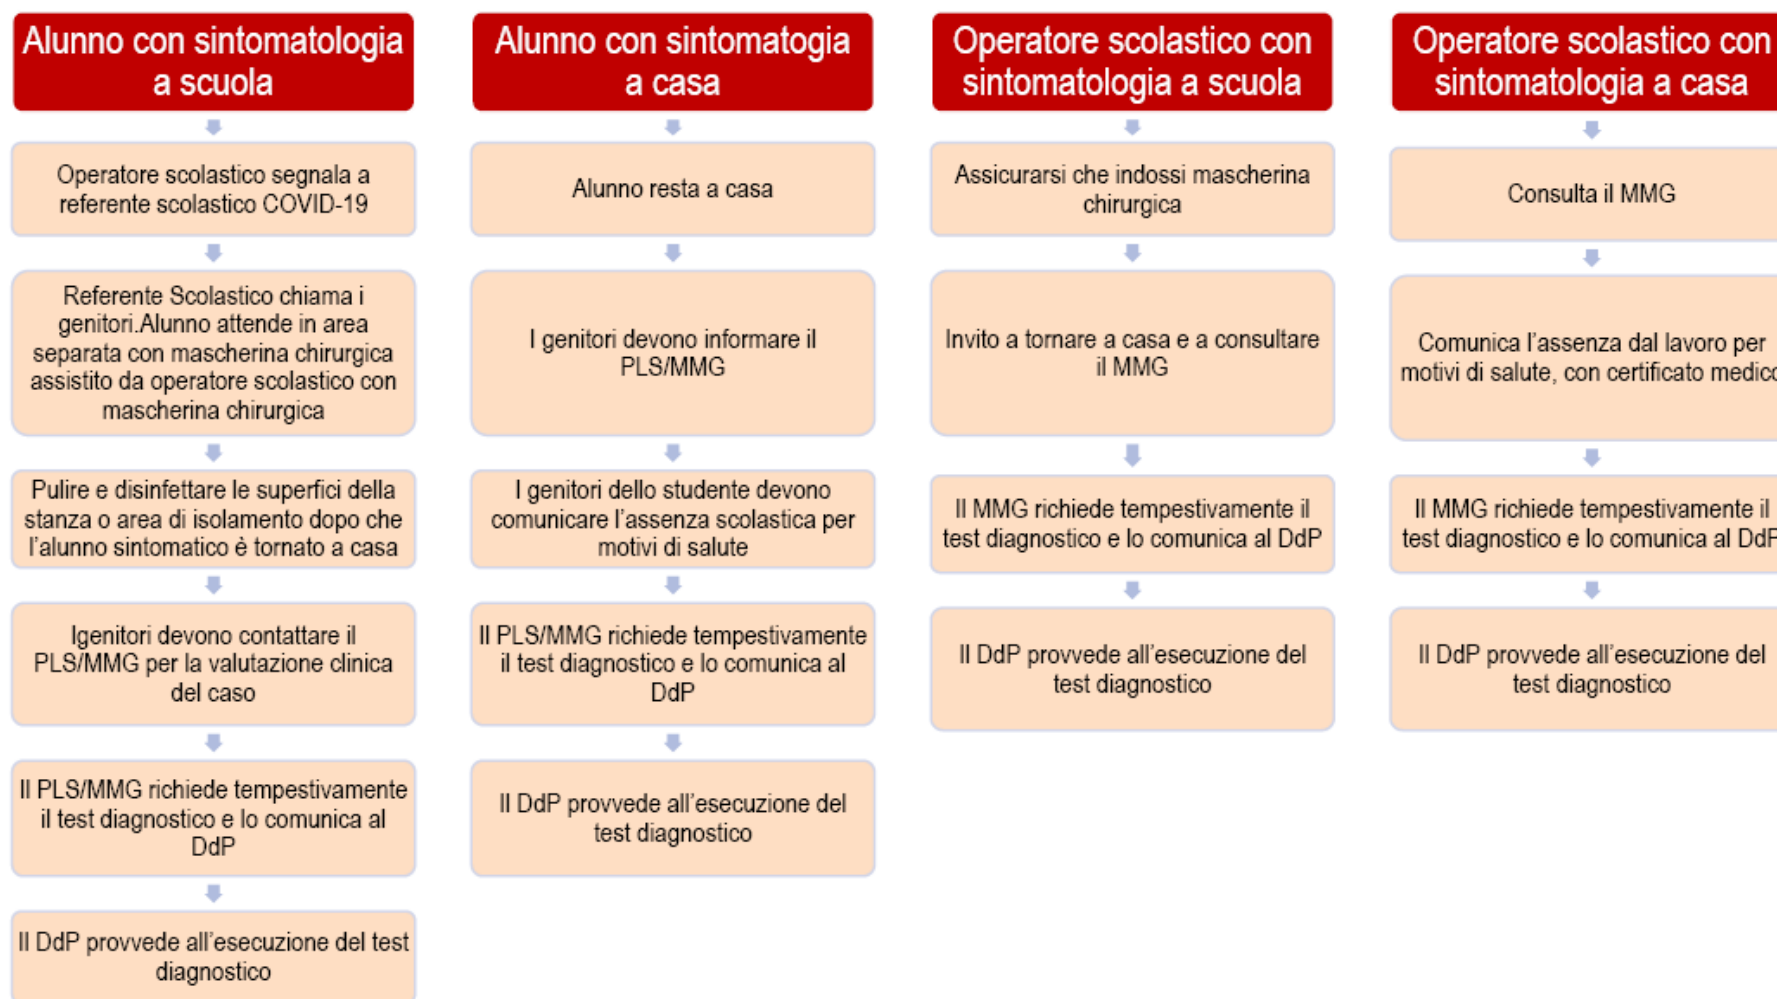 Alunno con sintomatologia
a scuola
Operatore scolastico segnala a
referente scolastico COVID-19
Referente Scolastico chiama i
genitori.Alunno attende in area
separata con mascherina chirurgica
assistito da operatore scolastico con
mascherina chirurgica
Pulire e disinfettare le superfici della
stanza o area di isolamento dopo che
l'alunno sintomatico è tornato a casa
Igenitori devono contattare il
PLS/MMG per la valutazione clinica
del caso
Il PLS/MMG richiede tempestivamente
il test diagnostico e lo comunica al
DdP
Il DdP provvede all'esecuzione del test
diagnostico
Alunno con sintomatogia
a casa
Alunno resta a casa
I genitori devono informare il
PLS/MMG
I genitori dello studente devono
comunicare l'assenza scolastica per
motivi di salute
Il PLS/MMG richiede tempestivamente
il test diagnostico e lo comunica al
DdP
Il DdP provvede all'esecuzione del
test diagnostico
Operatore scolastico con
sintomatologia a scuola
Assicurarsi che indossi mascherina
chirurgica
Invito a tornare a casa e a consultare
il MMG
Il MMG richiede tempestivamente il
test diagnostico e lo comunica al DdP
Il DdP provvede all'esecuzione del
test diagnostico
Operatore scolastico con
sintomatologia a casa
Consulta il MMG
Comunica l'assenza dal lavoro per
motivi di salute, con certificato medico
Il MMG richiede tempestivamente il
test diagnostico e lo comunica al DdP
Il DdP provvede all'esecuzione del
test diagnostico